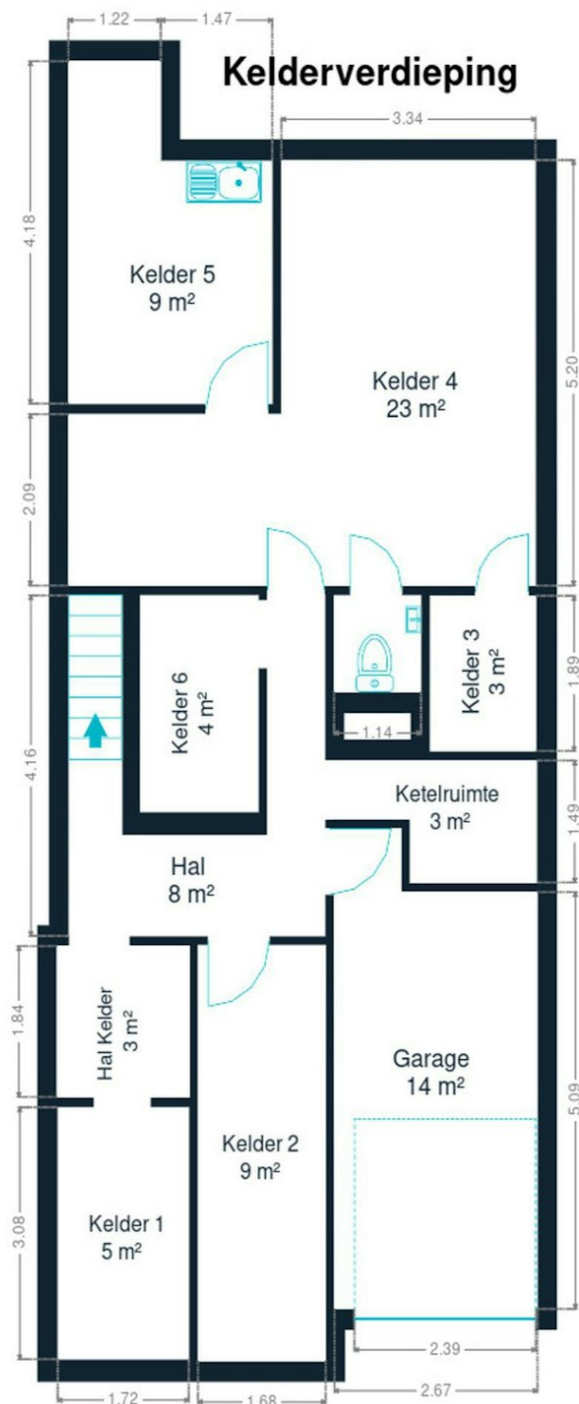 1.22
1.47
Kelderverdieping
3.34
4.18
Kelder 5
9 m²
Kelder 4
23 m²
5.20
2.09
4.16
Kelder 6
4 m²
Kelder 3
3 m²
1.89
1.14
Ketelruimte
3 m²
1.49
Hal
8 m²
1.84
Hal Kelder
3 m²
Garage
14 m²
5.09
Kelder 2
9 m²
3.08
Kelder 1
5 m²
2.39
1.72
1.68
2.67